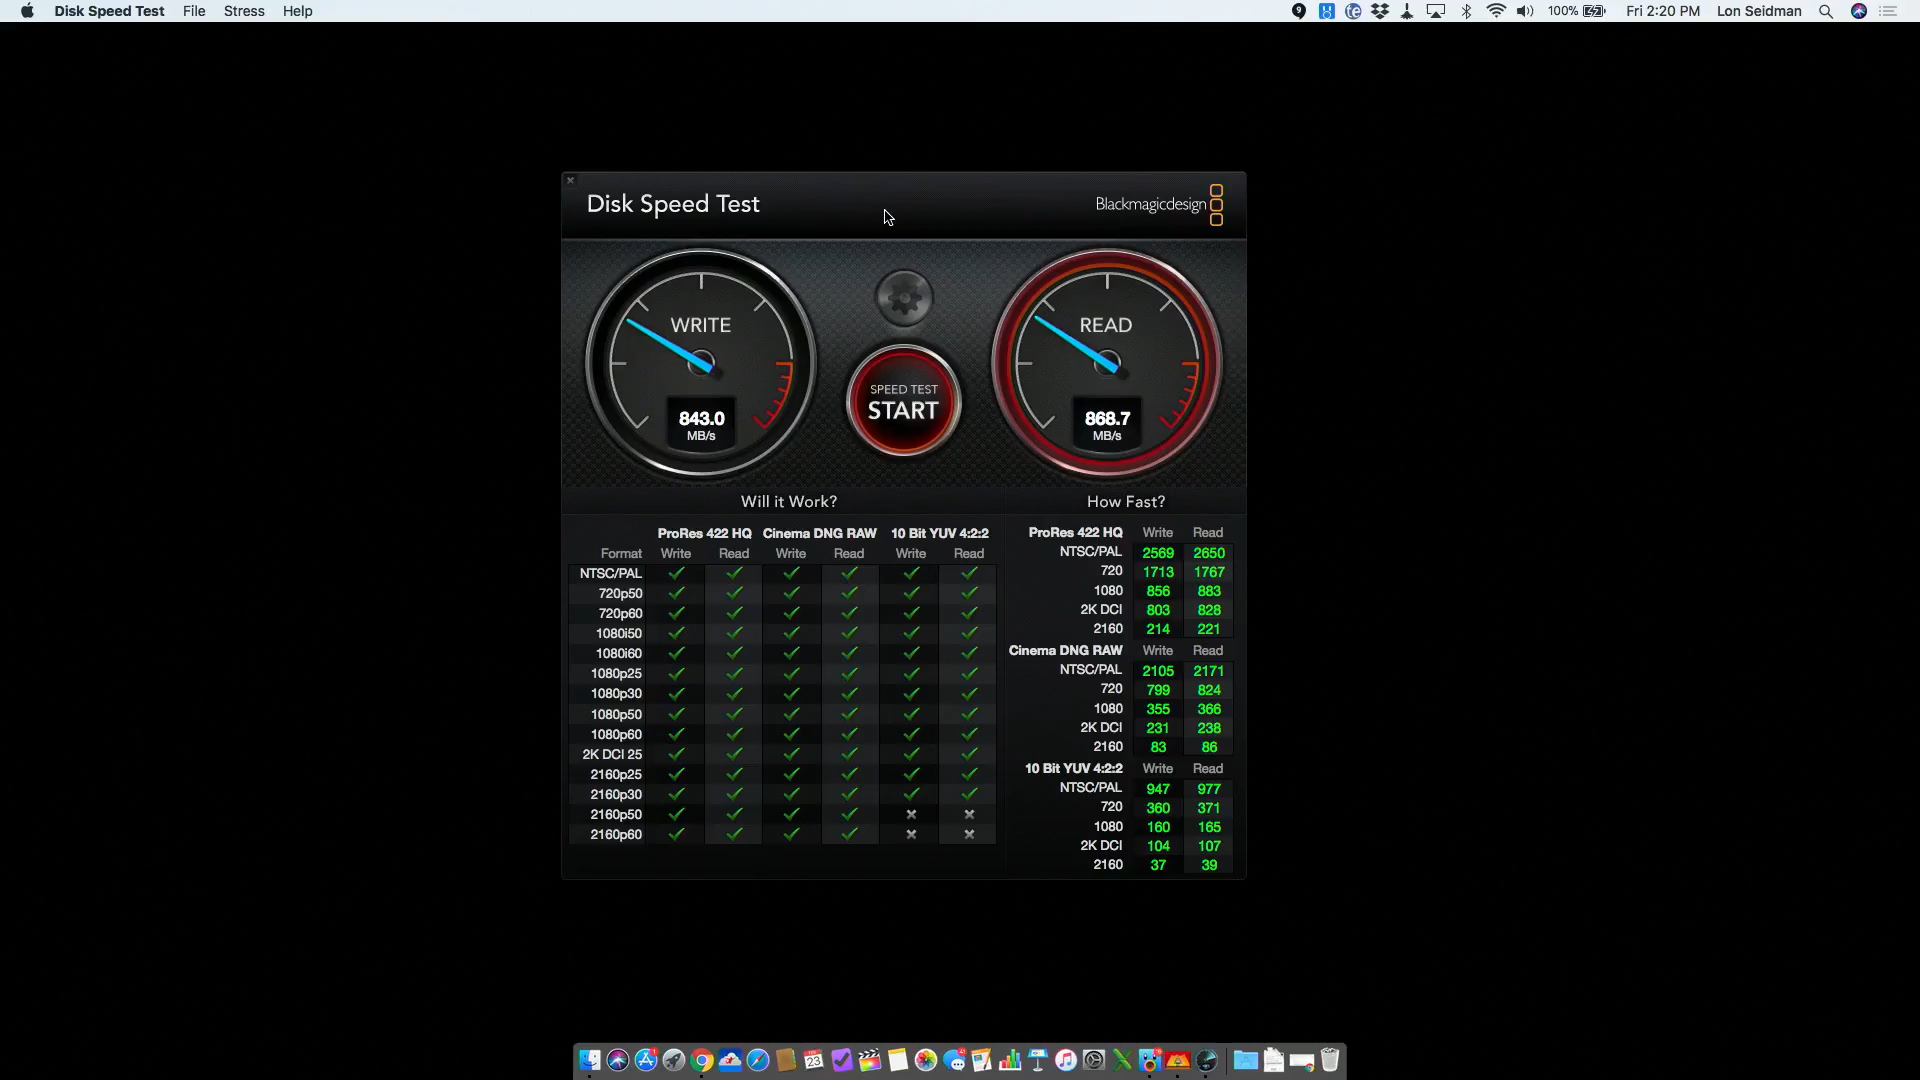 Disk Speed Test File Stress Help 100% Fri 2:20 PM Lon Seidman
Disk Speed Test
Blackmagicdesign
WRITE
843.0
MB/s
SPEED TEST
START
READ
868.7
MB/s
Will it Work?
ProRes 422 HQ Cinema DNG RAW 10 Bit YUV 4:2:2
Format Write Read Write Read Write Read
NTSC/PAL
720p50
720p60
1080i50
1080i60
1080p25
1080p30
1080p50
1080p60
2K DCI 25
2160p25
2160p30
2160p50
2160p60
How Fast?
ProRes 422 HQ Write Read
NTSC/PAL 2569 2650
720 1713 1767
1080 856 883
2K DCI 803 828
2160 214 221
Cinema DNG RAW Write Read
NTSC/PAL 2105 2171
720 799 824
1080 355 366
2K DCI 231 238
2160 83 86
10 Bit YUV 4:2:2 Write Read
NTSC/PAL 947 977
720 360 371
1080 160 165
2K DCI 104 107
2160 37 39
23